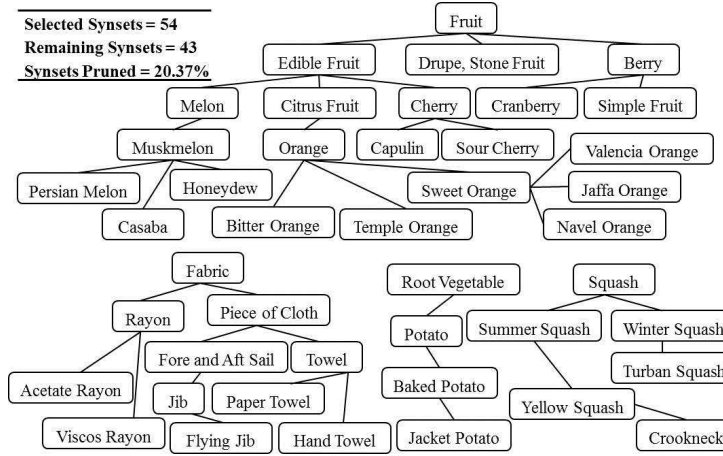 Selected Synsets = 54
Remaining Synsets = 43
Synsets Pruned = 20.37%
Fruit
Edible Fruit
Drupe, Stone Fruit
Berry
Melon
Citrus Fruit
Cherry
Cranberry
Simple Fruit
Muskmelon
Orange
Capulin
Sour Cherry
Valencia Orange
Persian Melon
Honeydew
Sweet Orange
Jaffa Orange
Casaba
Bitter Orange
Temple Orange
Navel Orange
Fabric
Root Vegetable
Squash
Rayon
Piece of Cloth
Potato
Summer Squash
Winter Squash
Fore and Aft Sail
Towel
Turban Squash
Acetate Rayon
Jib
Paper Towel
Baked Potato
Yellow Squash
Viscos Rayon
Flying Jib
Hand Towel
Jacket Potato
Crookneck